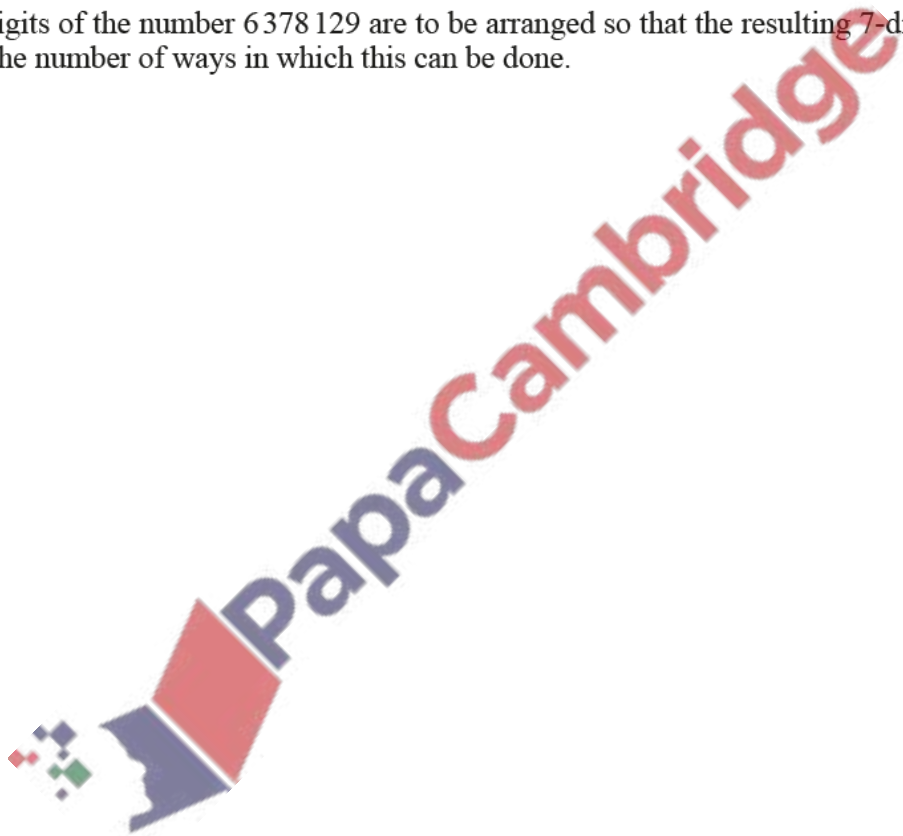 igits of the number 6 378 129 are to be arranged so that the resulting 7-d
he number of ways in which this can be done.
PapaCambridge